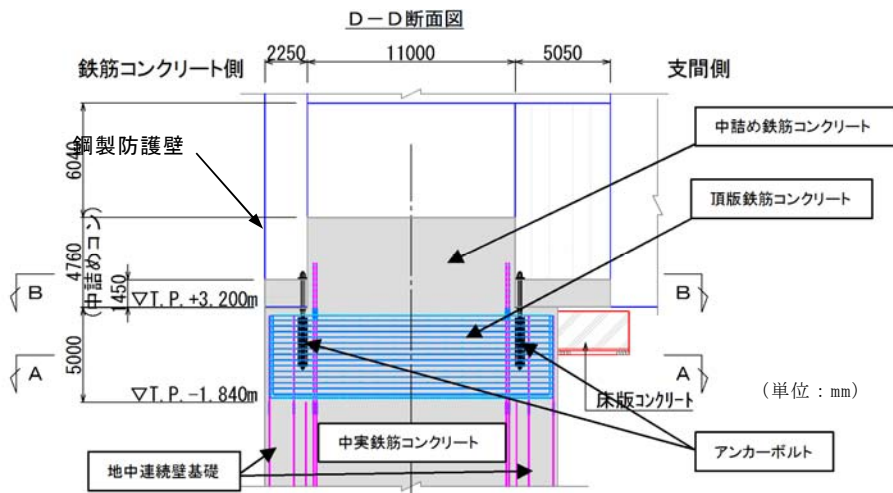 D－D断面図
2250
11000
5050
鉄筋コンクリート側
支間側
鋼製防護壁
中詰め鉄筋コンクリート
頂版鉄筋コンクリート
6040
4760
(中詰めコン)
1450
5000
B
B
▽T.P.+3.200m
A
A
▽T.P.-1.840m
床版コンクリート
（単位：mm）
中実鉄筋コンクリート
地中連続壁基礎
アンカーボルト